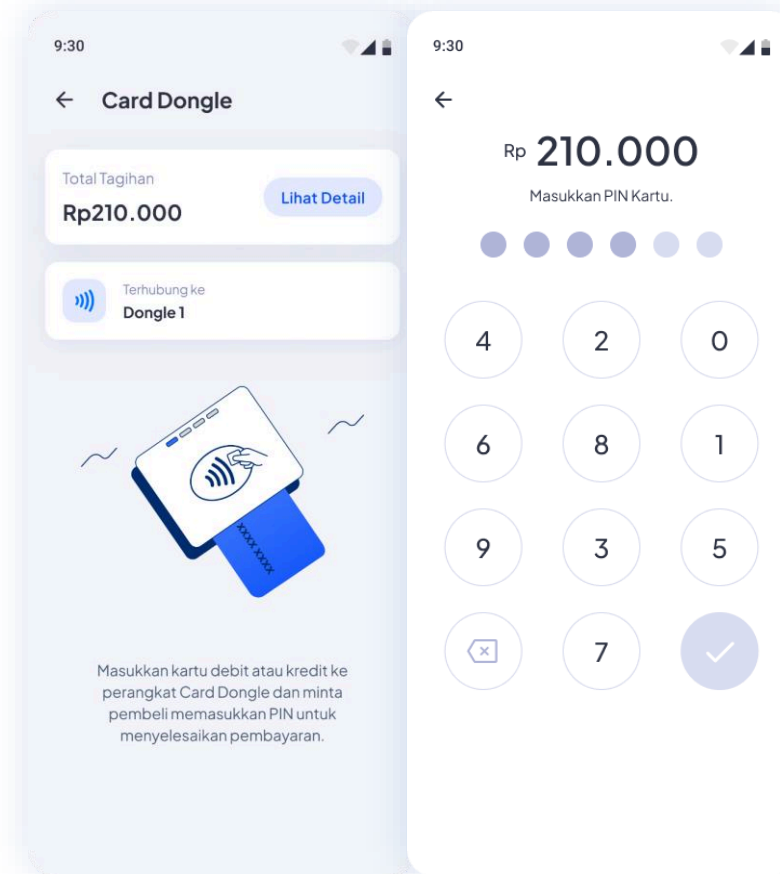 9:30
Card Dongle
Total Tagihan
Rp210.000
Lihat Detail
Terhubung ke
Dongle 1
XXXX XXXX
Masukkan kartu debit atau kredit ke
perangkat Card Dongle dan minta
pembeli memasukkan PIN untuk
menyelesaikan pembayaran.
9:30
Rp 210.000
Masukkan PIN Kartu.
4 2 0
6 8 1
9 3 5
7